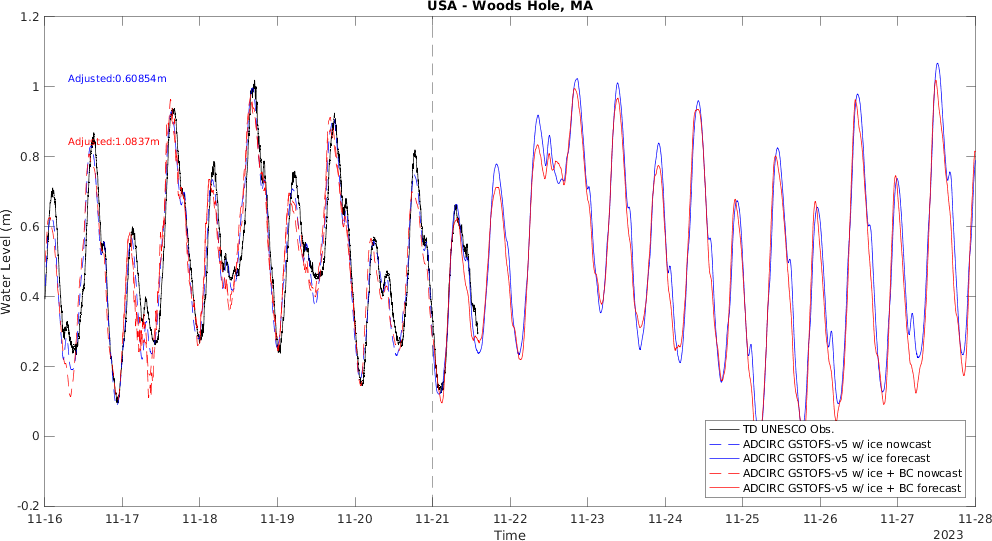 USA - Woods Hole, MA
Water Level (m)
1.2
1
0.8
0.6
0.4
0.2
0
-0.2
Adjusted:0.60854m
Adjusted:1.0837m
TD UNESCO Obs.
ADCIRC GSTOFS-v5 w/ ice nowcast
ADCIRC GSTOFS-v5 w/ ice forecast
ADCIRC GSTOFS-v5 w/ ice + BC nowcast
ADCIRC GSTOFS-v5 w/ ice + BC forecast
11-16 11-17 11-18 11-19 11-20 11-21 11-22 11-23 11-24 11-25 11-26 11-27 11-28
Time
2023